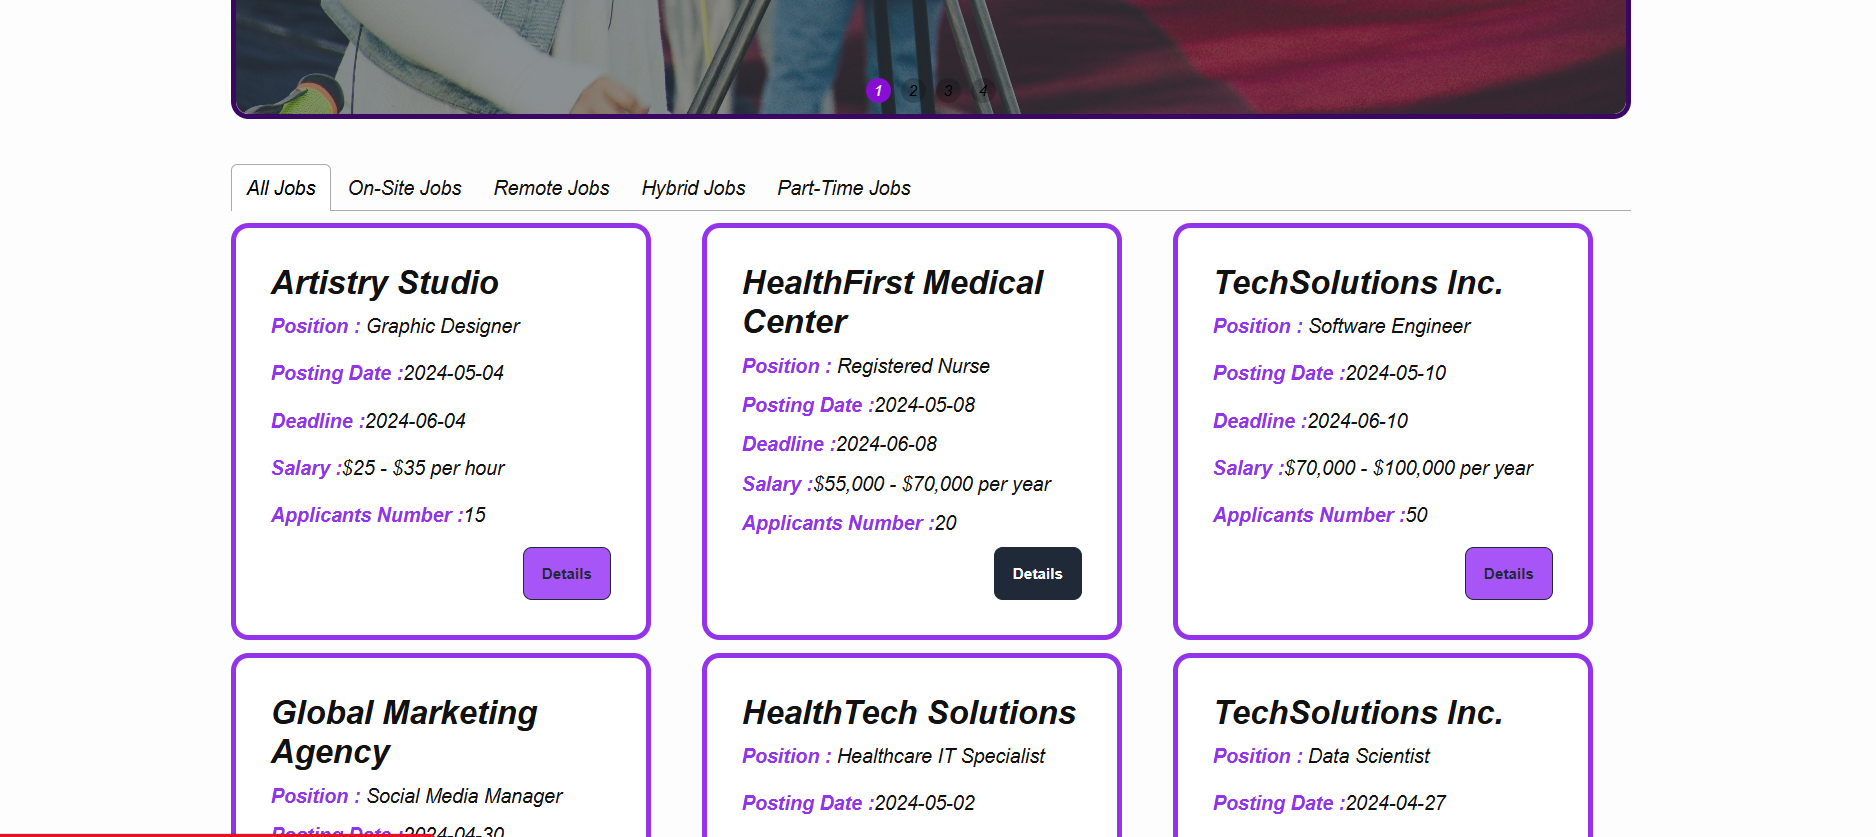 1 2 3 4
All Jobs On-Site Jobs Remote Jobs Hybrid Jobs Part-Time Jobs
Artistry Studio
Position : Graphic Designer
Posting Date :2024-05-04
Deadline :2024-06-04
Salary :$25 - $35 per hour
Applicants Number :15
Details
HealthFirst Medical
Center
Position : Registered Nurse
Posting Date :2024-05-08
Deadline :2024-06-08
Salary :$55,000 - $70,000 per year
Applicants Number :20
Details
TechSolutions Inc.
Position : Software Engineer
Posting Date :2024-05-10
Deadline :2024-06-10
Salary :$70,000 - $100,000 per year
Applicants Number :50
Details
Global Marketing
Agency
Position : Social Media Manager
Posting Date :2024-04-30
HealthTech Solutions
Position : Healthcare IT Specialist
Posting Date :2024-05-02
TechSolutions Inc.
Position : Data Scientist
Posting Date :2024-04-27